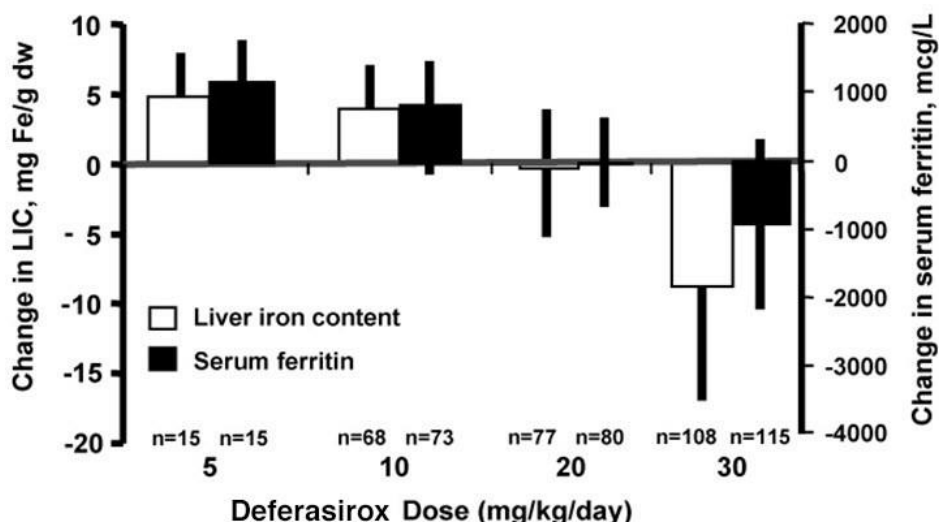 Change in LIC, mg Fe/g dw
10
5
0
- 5
-10
-15
-20
Liver iron content
Serum ferritin
n=15 n=15 n=68 n=73 n=77 n=80 n=108 n=115
5 10 20 30
Deferasirox Dose (mg/kg/day)
2000
1000
0
-1000
-2000
-3000
-4000
Change in serum ferritin, mcg/L